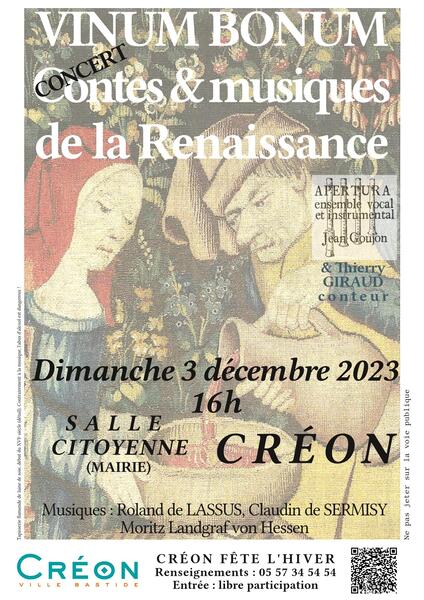 VINUM BONUM
CONCERT
Contes & musiques
de la Renaissance
APERTURA
ensemble vocal
et instrumental
Jean Goujon
& Thierry
GIRAUD
conteur
Dimanche 3 décembre 2023
16h
SALLE
CITOYENNE
(MAIRIE)
CRÉON
Musiques : Roland de LASSUS, Claudin de SERMISY
Moritz Landgraf von Hessen
Tapisserie flamande de laine et soie, début du XVIe siècle (détail). Contrairement à la musique, l'abus d'alcool est dangereux !
Ne pas jeter sur la voie publique
CRÉON
VILLE BASTIDE
CRÉON FÊTE L'HIVER
Renseignements : 05 57 34 54 54
Entrée : libre participation